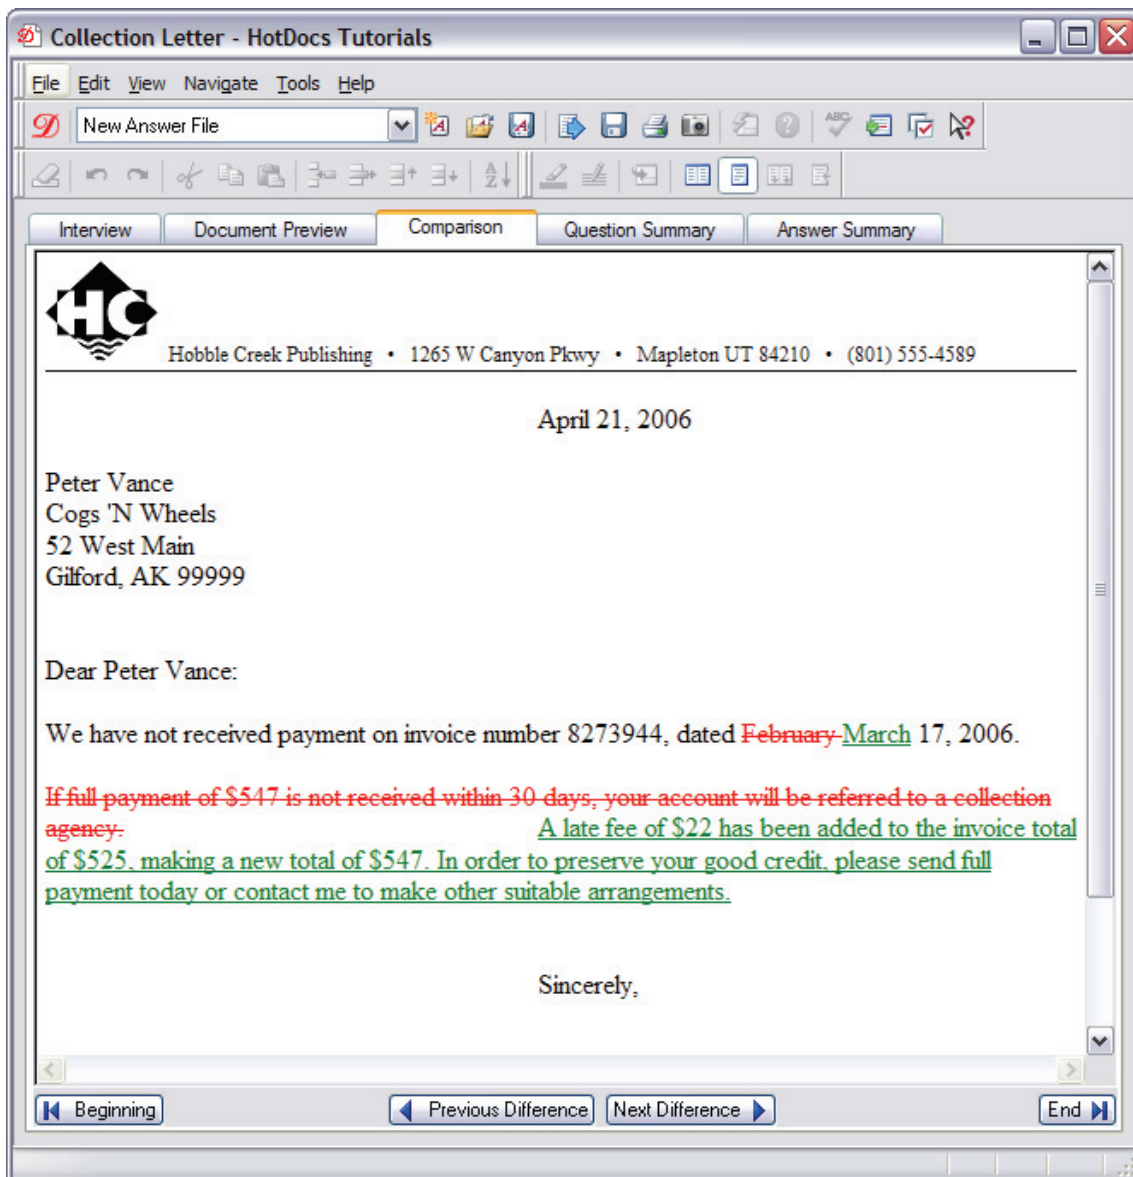 Collection Letter - HotDocs Tutorials
File Edit View Navigate Tools Help
New Answer File
Interview Document Preview Comparison Question Summary Answer Summary
HC
Hobble Creek Publishing • 1265 W Canyon Pkwy • Mapleton UT 84210 • (801) 555-4589
April 21, 2006
Peter Vance
Cogs 'N Wheels
52 West Main
Gilford, AK 99999
Dear Peter Vance:
We have not received payment on invoice number 8273944, dated February March 17, 2006.
If full payment of $547 is not received within 30 days, your account will be referred to a collection
agency. A late fee of $22 has been added to the invoice total
of $525, making a new total of $547. In order to preserve your good credit, please send full
payment today or contact me to make other suitable arrangements.
Sincerely,
Beginning Previous Difference Next Difference End